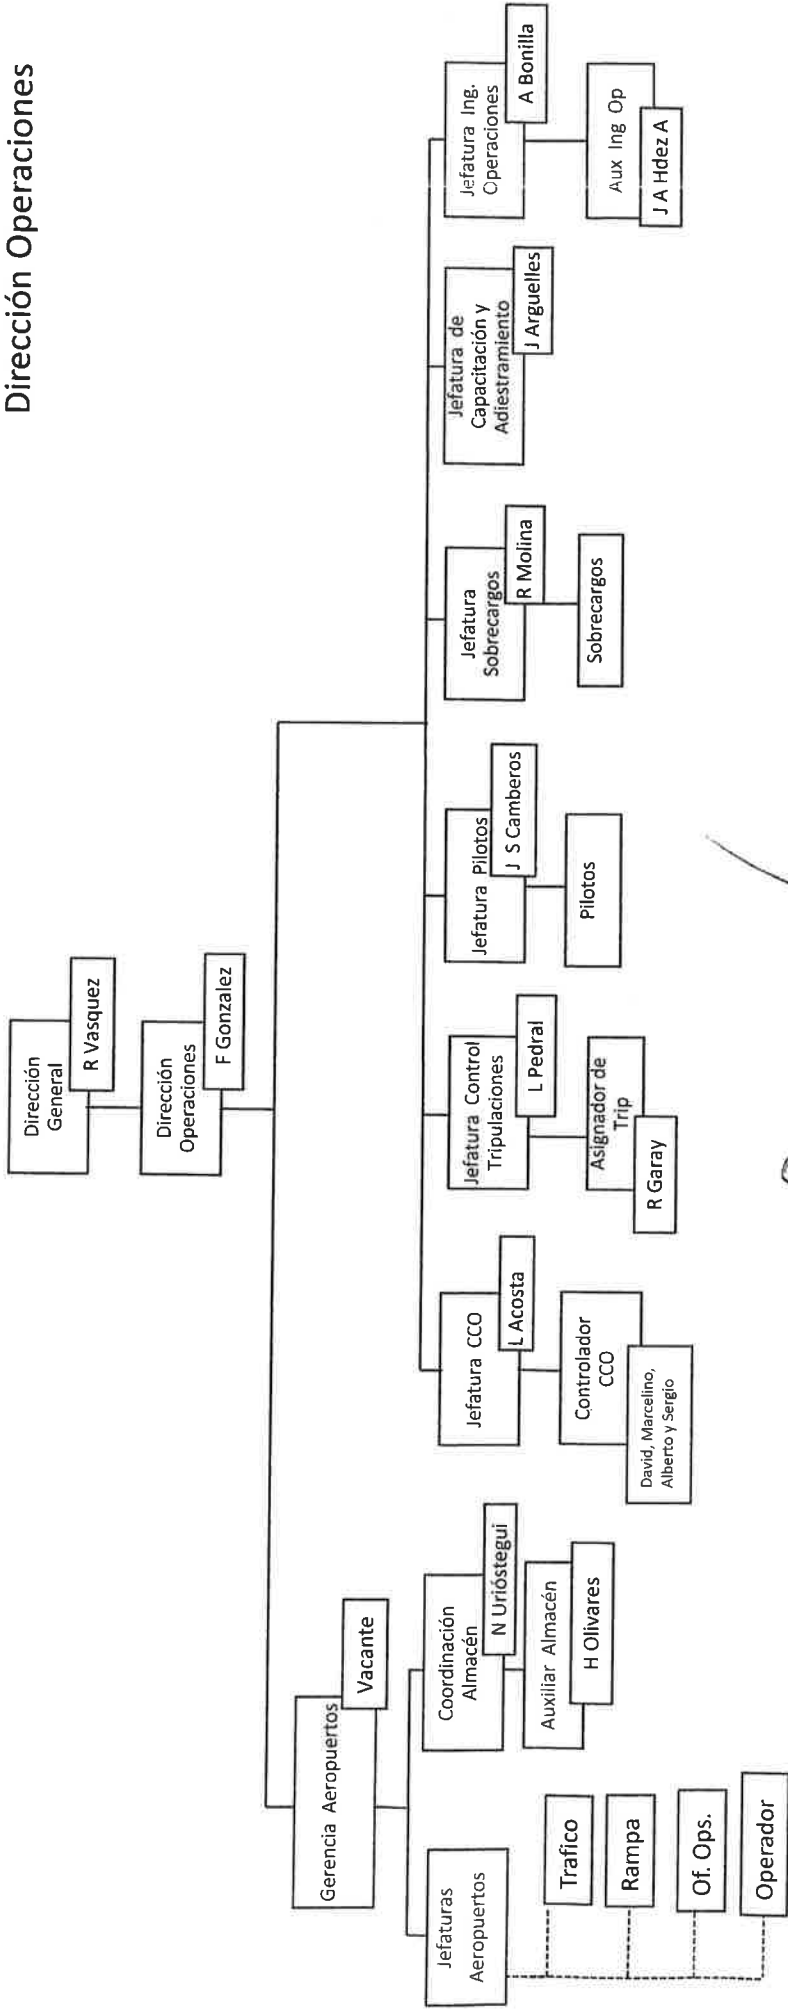 Dirección Operaciones
Dirección
General
R Vasquez
Dirección
Operaciones
F Gonzalez
Gerencia Aeropuertos
Vacante
Jefaturas
Aeropuertos
Trafico
Rampa
Of. Ops.
Operador
Coordinación
Almacén
N Urióstegui
Auxiliar Almacén
H Olivares
Jefatura CCO
L Acosta
Controlador
CCO
David, Marcelino,
Alberto y Sergio
Jefatura Control
Tripulaciones
L Pedral
Asignador de
Trip
R Garay
Jefatura Pilotos
J S Camberos
Pilotos
Jefatura
Sobrecargos
R Molina
Sobrecargos
Jefatura de
Capacitación y
Adiestramiento
J Arguelles
Jefatura Ing.
Operaciones
A Bonilla
Aux Ing Op
J A Hdez A